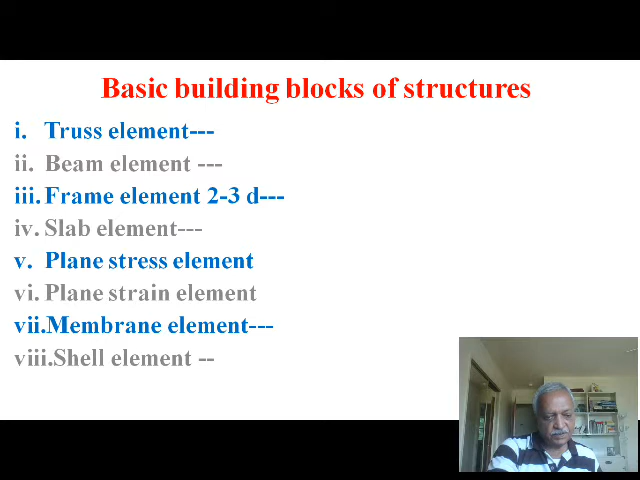 Basic building blocks of structures
i. Truss element---
ii. Beam element ---
iii. Frame element 2-3 d---
iv. Slab element---
v. Plane stress element
vi. Plane strain element
vii.Membrane element---
viii.Shell element --